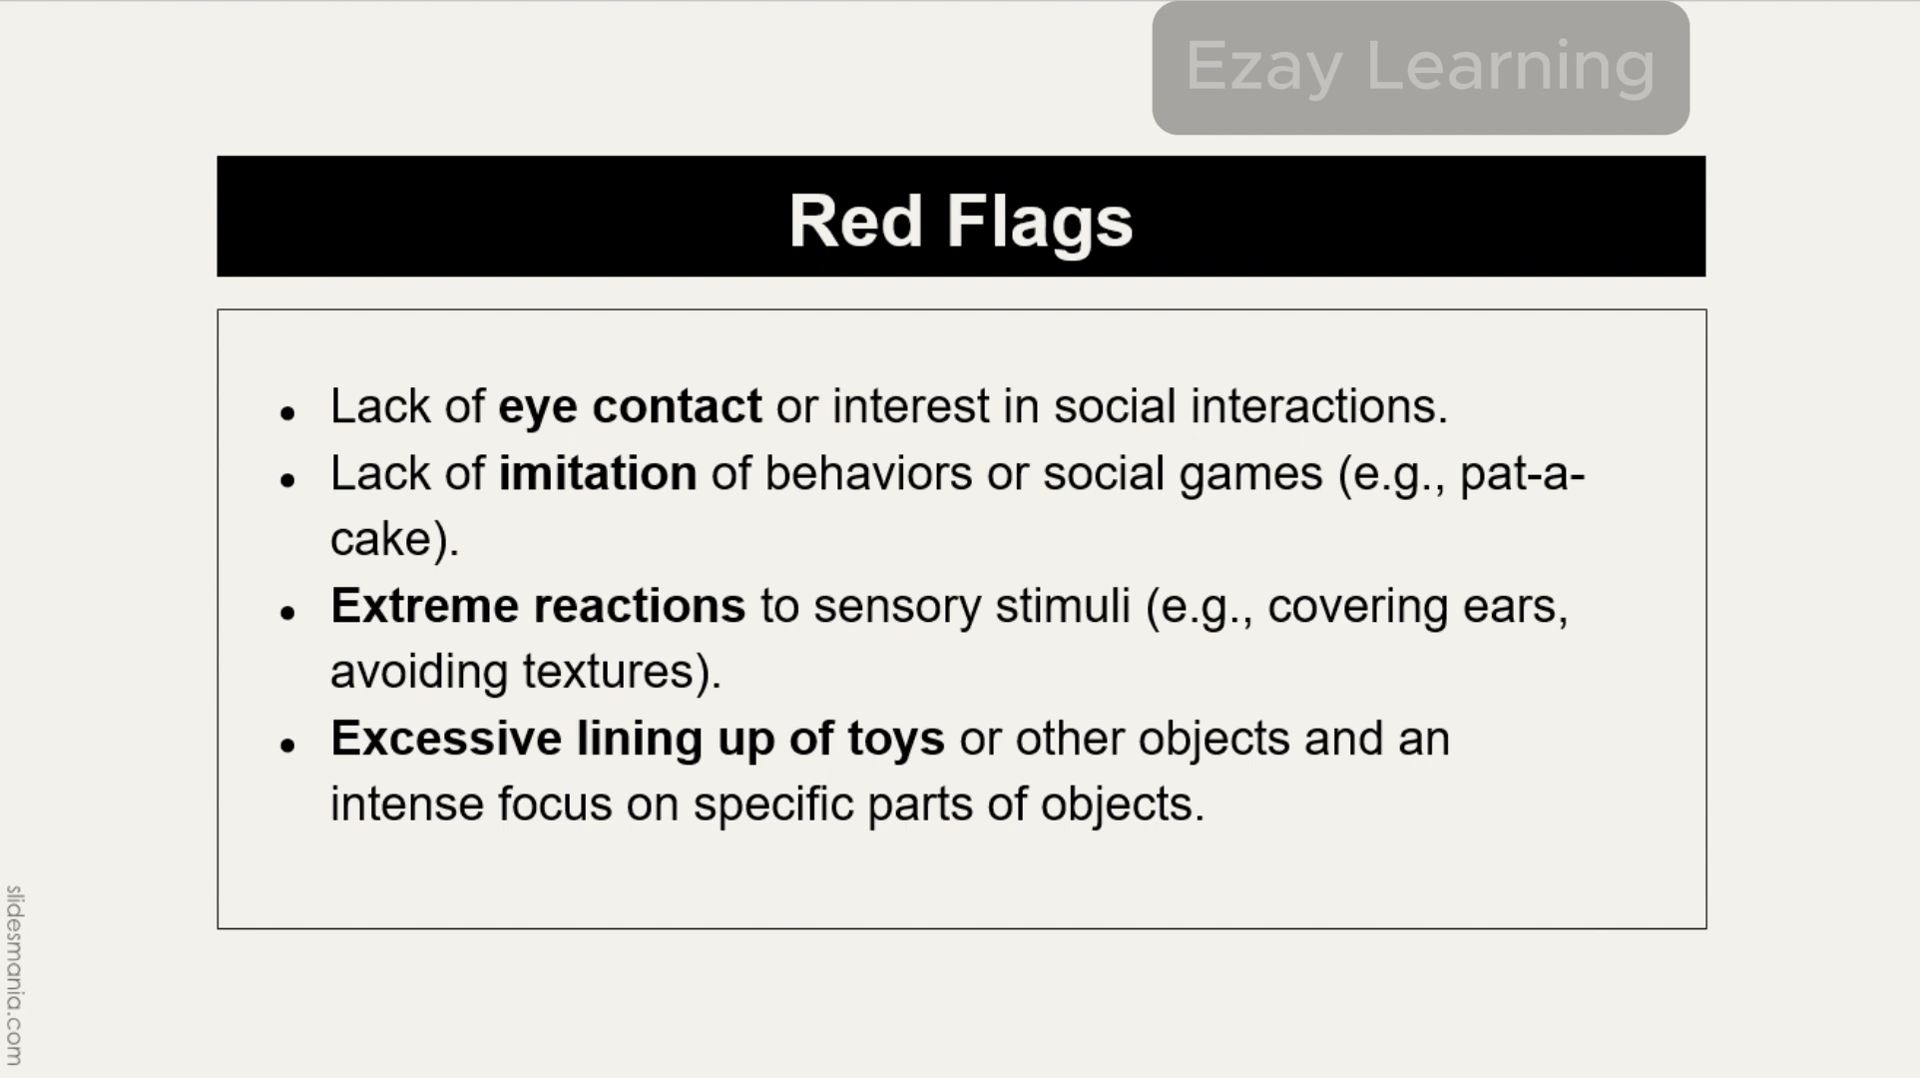 Ezay Learning
Red Flags
• Lack of eye contact or interest in social interactions.
• Lack of imitation of behaviors or social games (e.g., pat-a-
cake).
• Extreme reactions to sensory stimuli (e.g., covering ears,
avoiding textures).
• Excessive lining up of toys or other objects and an
intense focus on specific parts of objects.
slidesmania.com